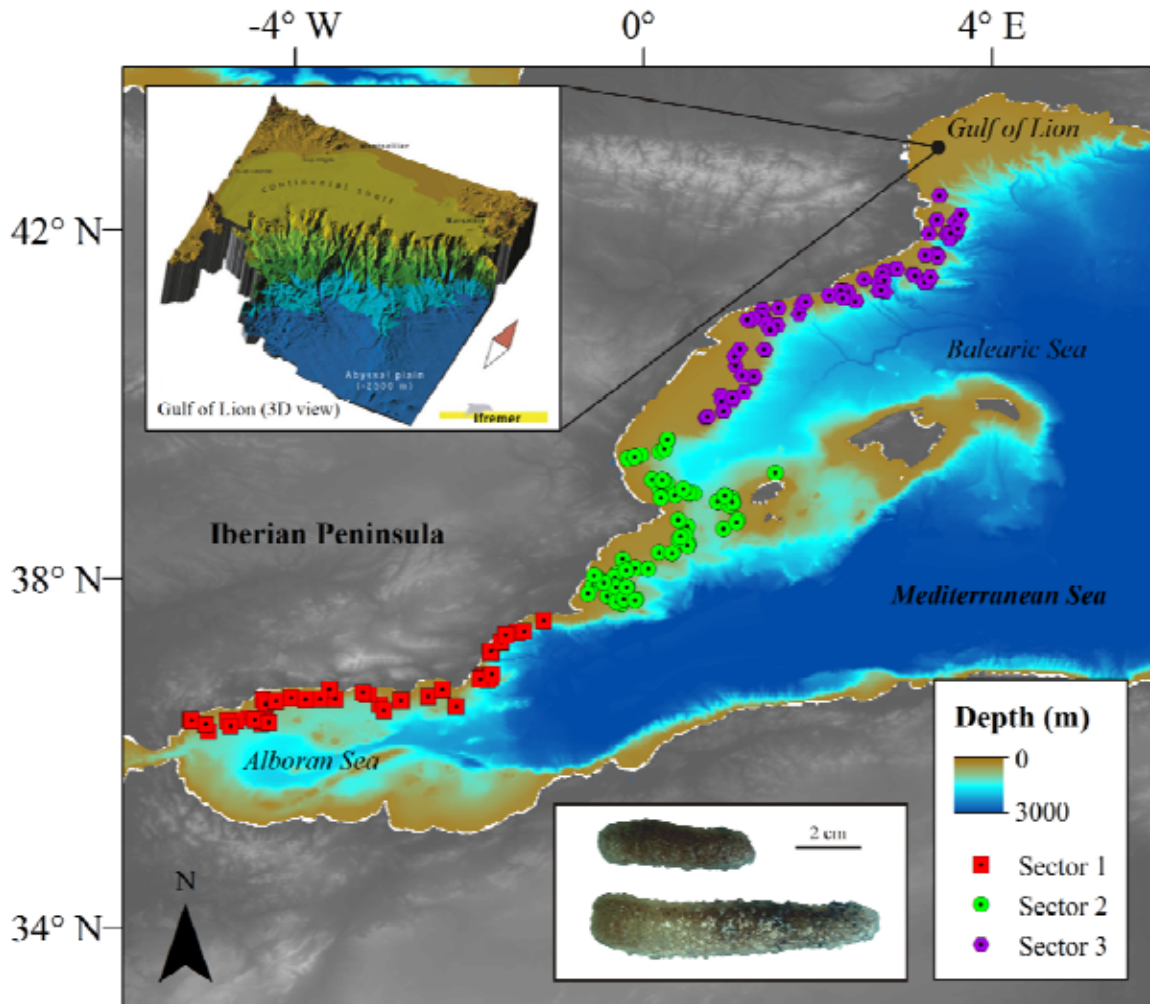 -4° W
0°
4° E
Gulf of Lion
continental shelf
42° N
Abyssal plain
(-2500 m)
Gulf of Lion (3D view)
Ifremer
Balearic Sea
Iberian Peninsula
38° N
Mediterranean Sea
Depth (m)
0
3000
Alboran Sea
2 cm
Sector 1
Sector 2
Sector 3
N
34° N